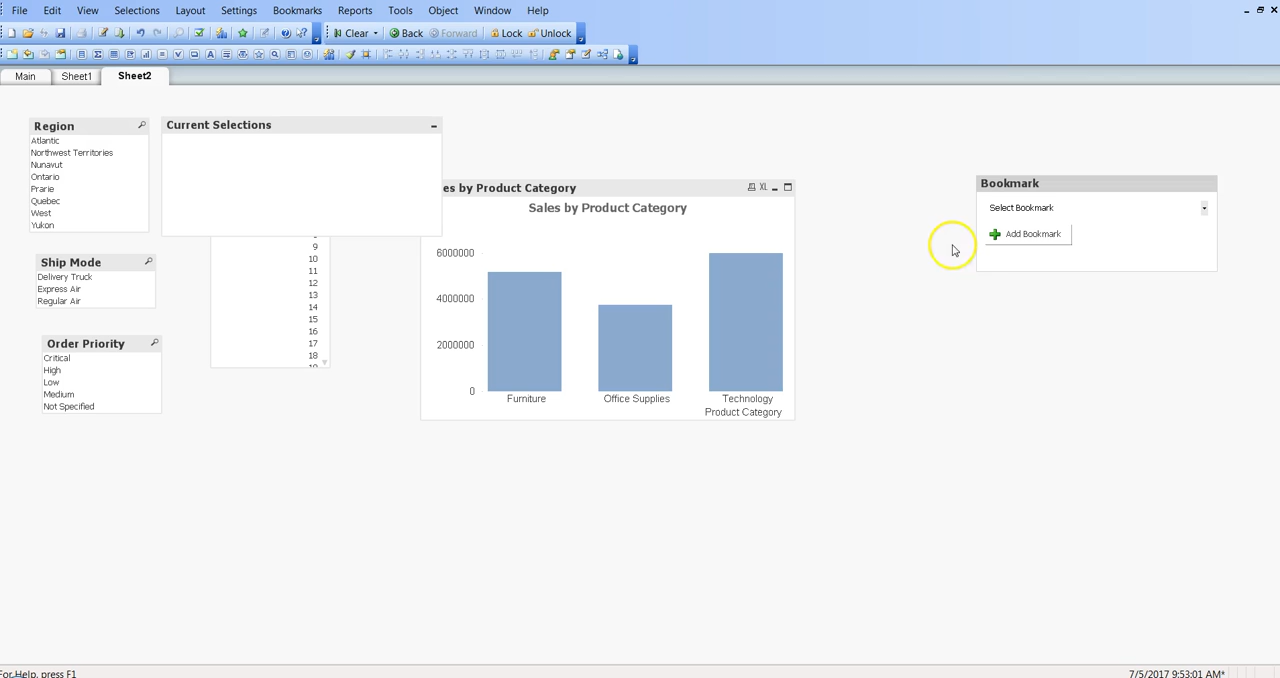 File Edit View Selections Layout Settings Bookmarks Reports Tools Object Window Help
Clear Back Forward Lock Unlock
Main Sheet1 Sheet2
Region
Atlantic
Northwest Territories
Nunavut
Ontario
Prarie
Quebec
West
Yukon
Current Selections
Ship Mode
Delivery Truck
Express Air
Regular Air
Order Priority
Critical
High
Low
Medium
Not Specified
9
10
11
12
13
14
15
16
17
18
es by Product Category
XL
Sales by Product Category
6000000
4000000
2000000
0
Furniture Office Supplies Technology
Product Category
Bookmark
Select Bookmark
Add Bookmark
For Help, press F1
7/5/2017 9:53:01 AM*